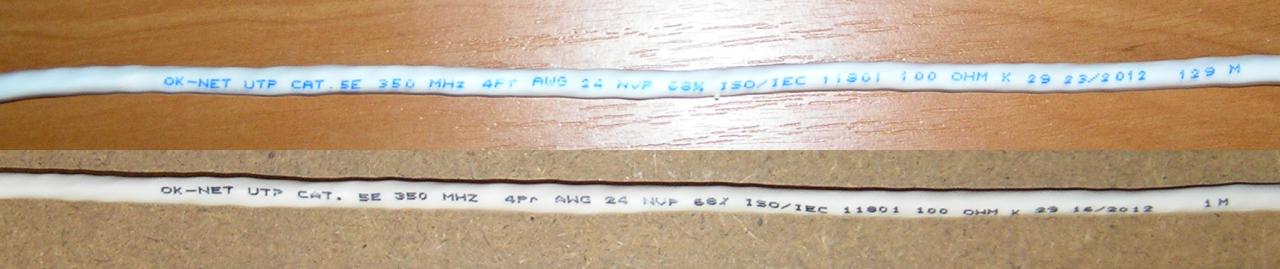 OK-NET UTP CAT.5E 350 MHz 4Pr AWG 24 NVP 68% ISO/IEC 11801 100 OHM K 29 23/2012 129 M
OK-NET UTP CAT. 5E 350 MHZ 4Pr AWG 24 NVP 68% ISO/IEC 11801 100 OHM K 29 16/2012 1 M